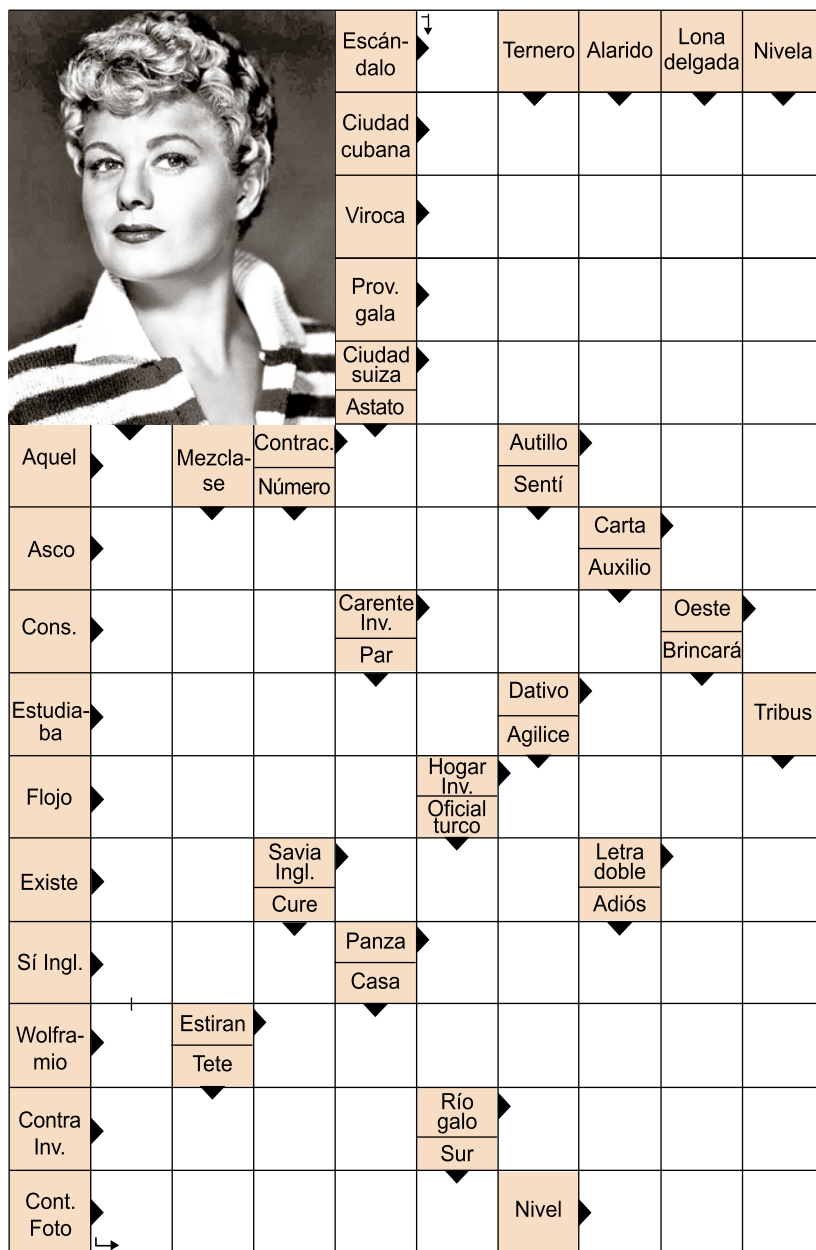 Escán-
dalo
Ternero
Alarido
Lona
delgada
Nivela
Ciudad
cubana
Viroca
Prov.
gala
Ciudad
suiza
Astato
Aquel
Mezcla-
se
Contrac.
Número
Autillo
Sentí
Asco
Carta
Auxilio
Cons.
Carente
Inv.
Par
Oeste
Brincará
Estudia-
ba
Dativo
Agilice
Tribus
Flojo
Hogar
Inv.
Oficial
turco
Existe
Savia
Ingl.
Cure
Letra
doble
Adiós
Sí Ingl.
Panza
Casa
Wolfra-
mio
Estiran
Tete
Contra
Inv.
Río
galo
Sur
Cont.
Foto
Nivel